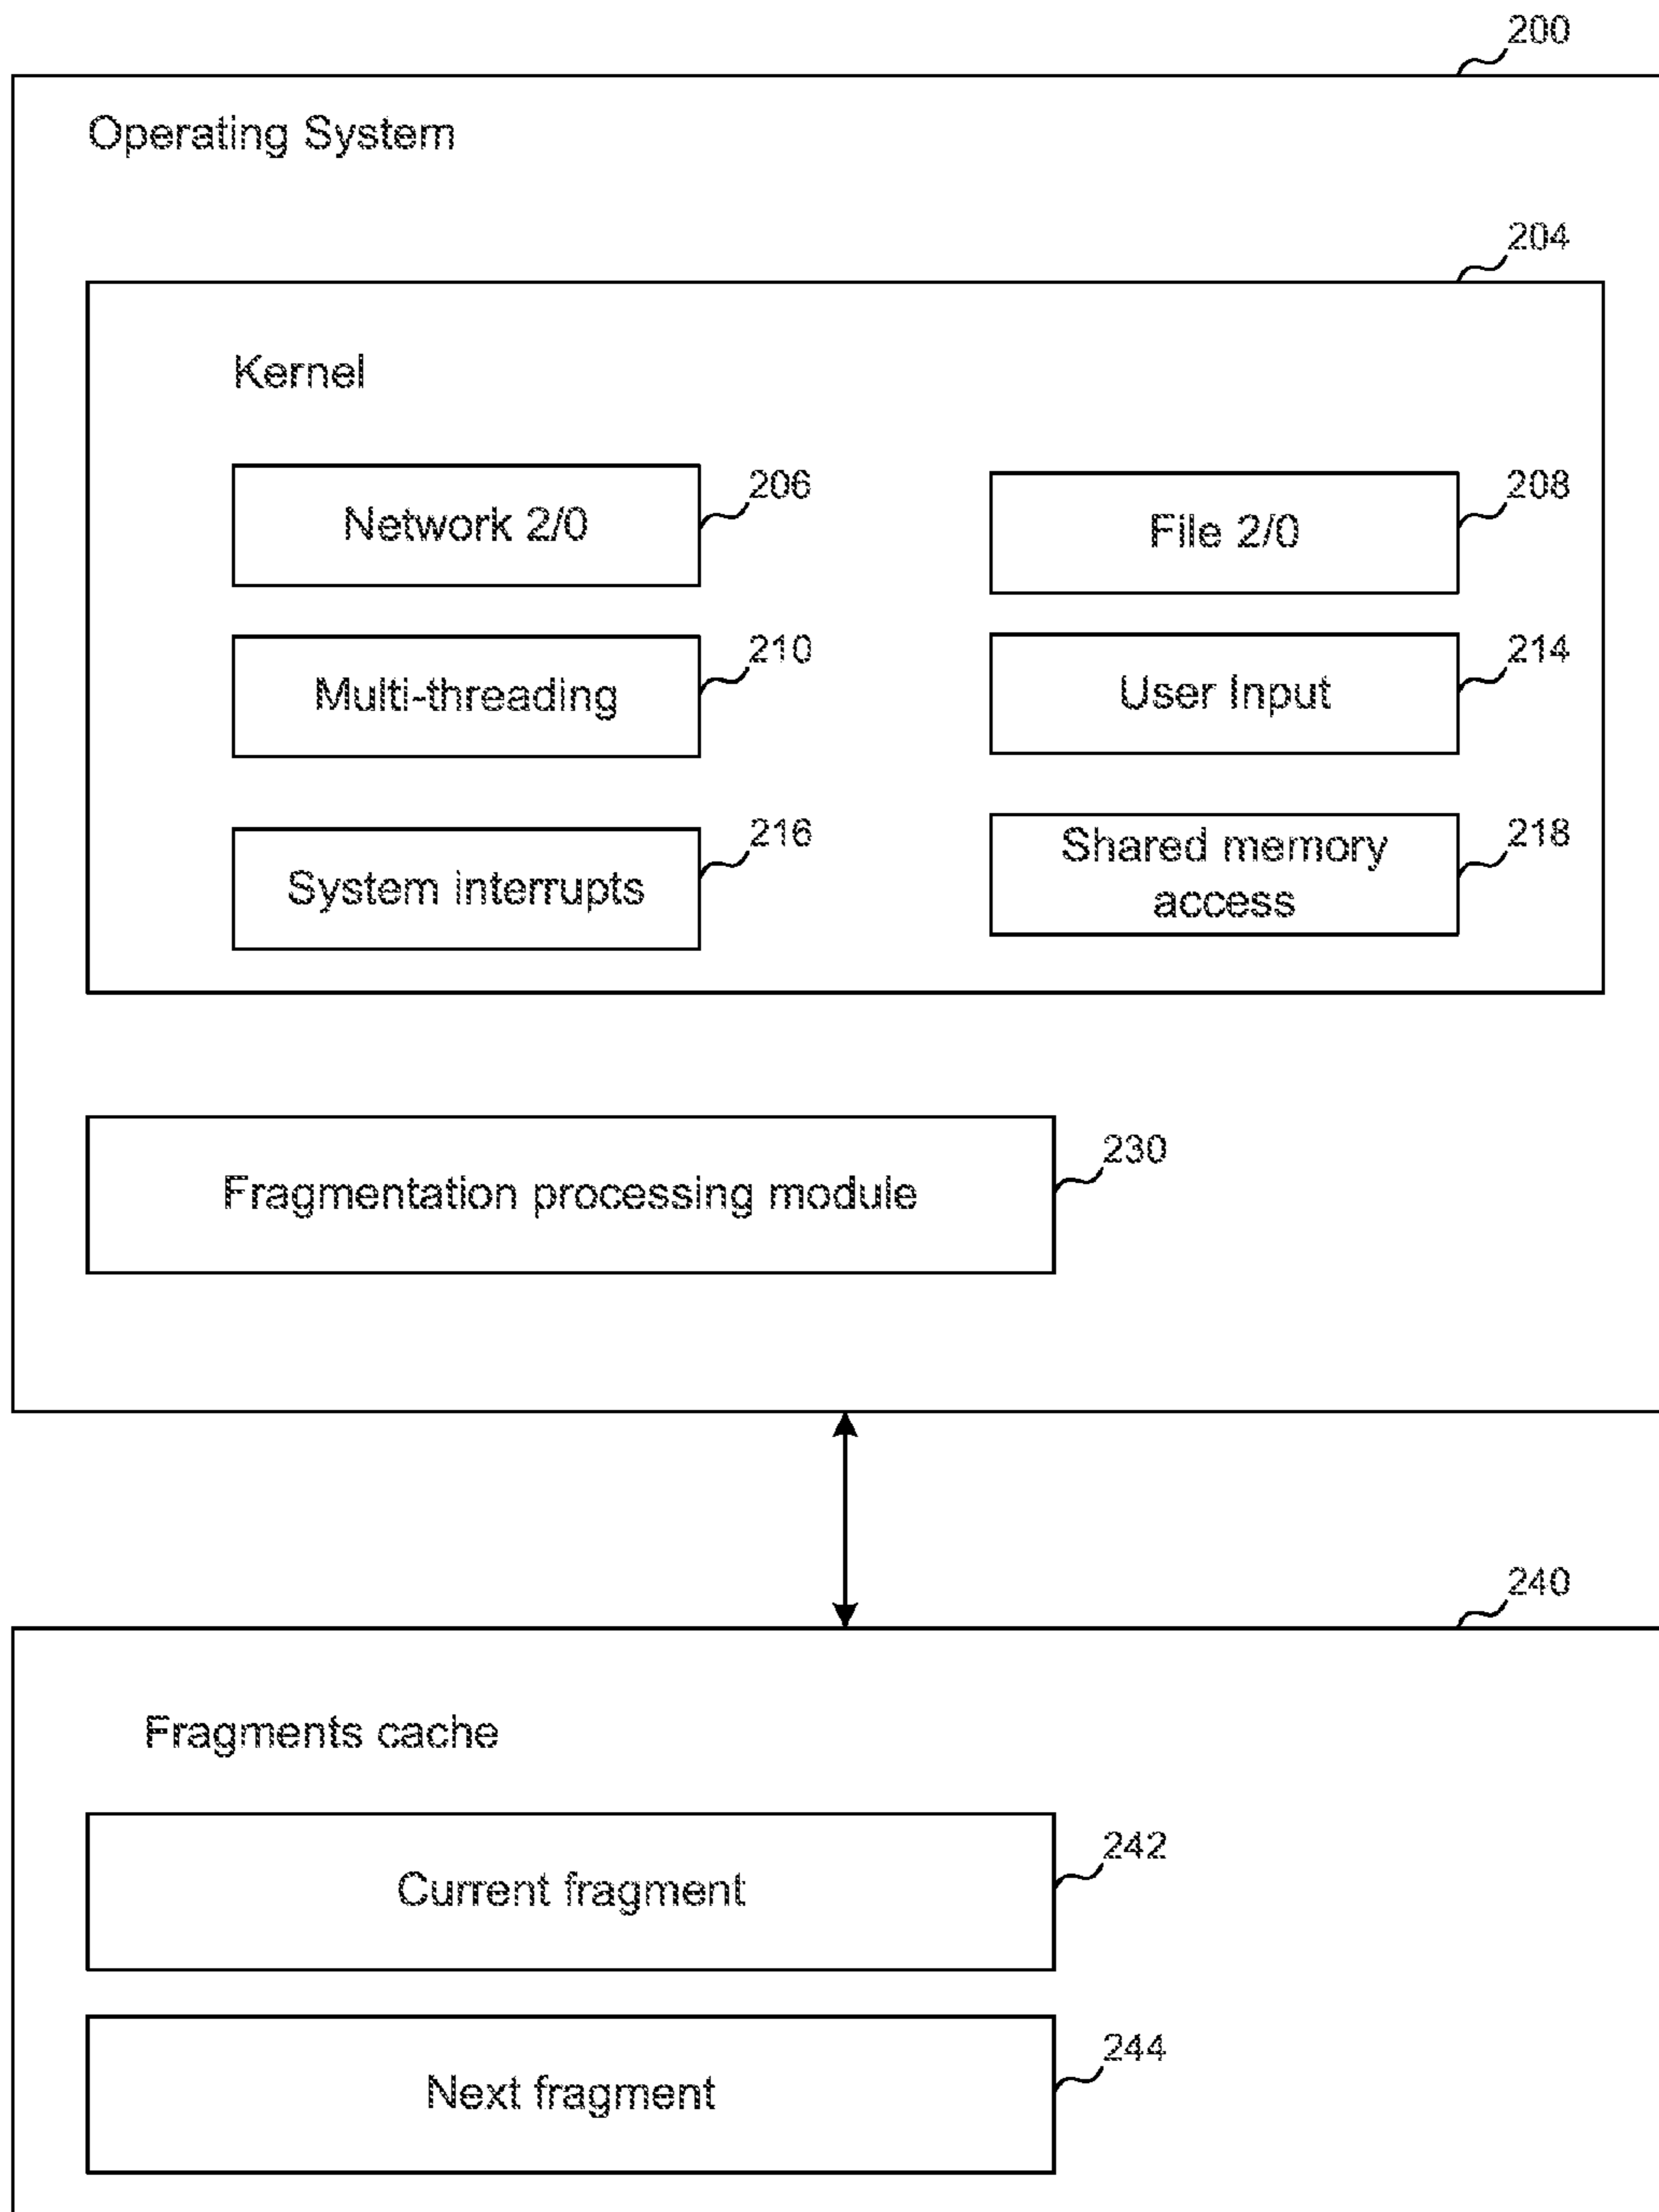 200
Operating System
204
Kernel
Network 2/0
206
File 2/0
208
Multi-threading
210
User Input
214
System interrupts
216
Shared memory
access
218
Fragmentation processing module
230
240
Fragments cache
Current fragment
242
Next fragment
244